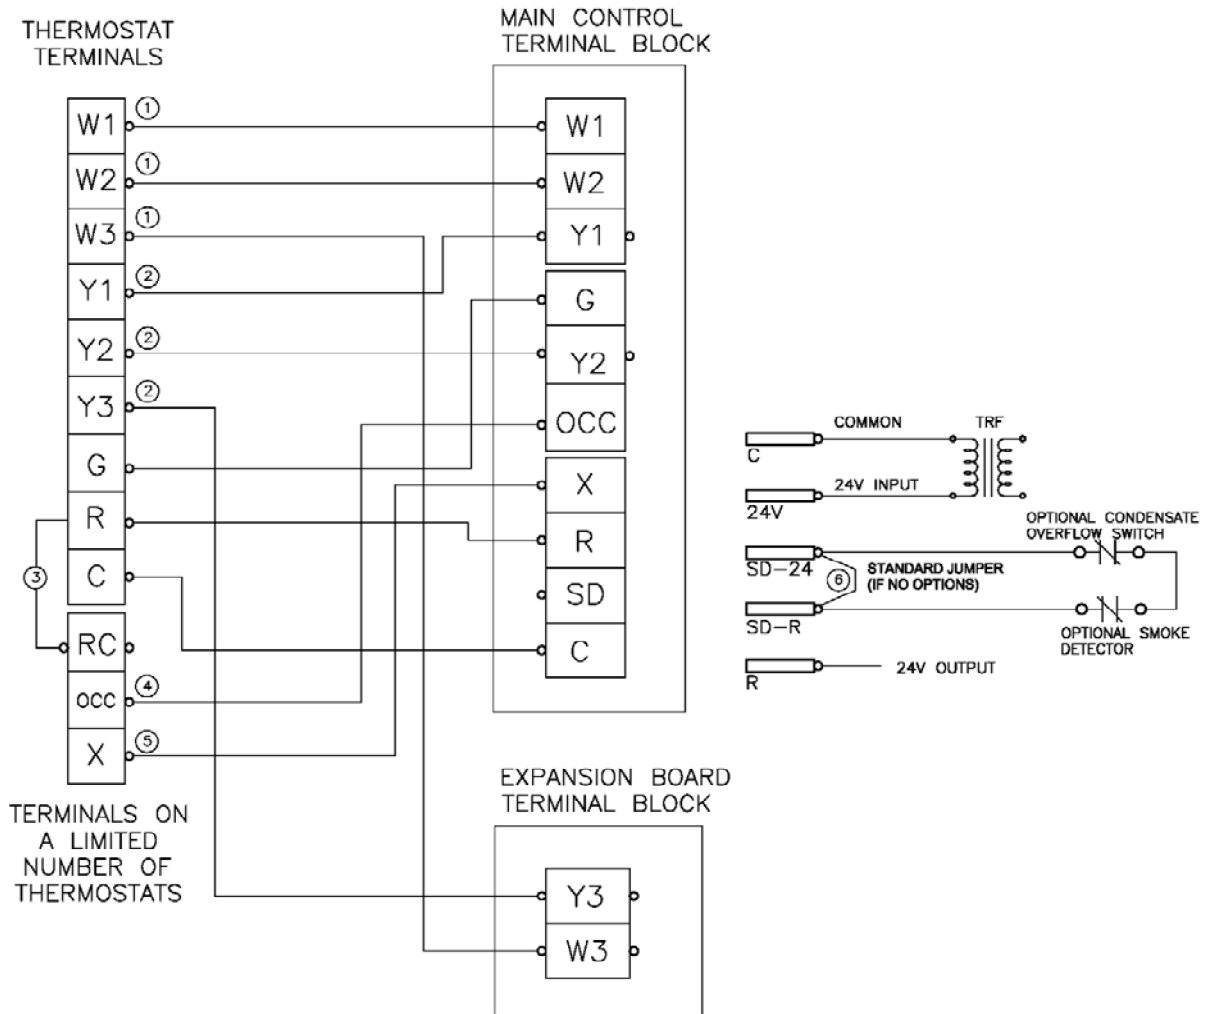 THERMOSTAT
TERMINALS
W1 ①
W2 ①
W3 ①
Y1 ②
Y2 ②
Y3 ②
G
R
③
C
RC
OCC ④
X ⑤
TERMINALS ON
A LIMITED
NUMBER OF
THERMOSTATS
MAIN CONTROL
TERMINAL BLOCK
W1
W2
Y1
G
Y2
OCC
X
R
SD
C
EXPANSION BOARD
TERMINAL BLOCK
Y3
W3
COMMON
TRF
C
24V INPUT
24V
OPTIONAL CONDENSATE
OVERFLOW SWITCH
SD-24
⑥
STANDARD JUMPER
(IF NO OPTIONS)
SD-R
OPTIONAL SMOKE
DETECTOR
24V OUTPUT
R